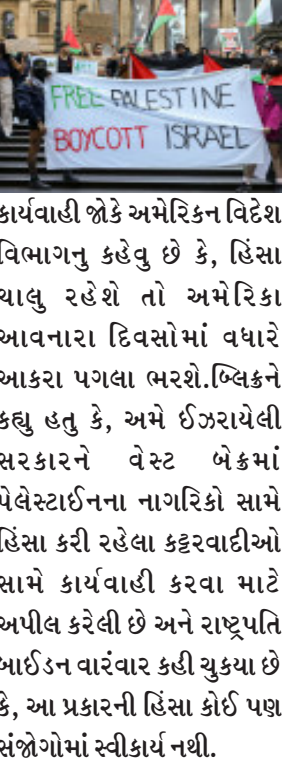 FREE PALESTINE
BOYCOTT ISRAEL
કાર્યવાહી જોકે અમેરિકન વિદેશ
વિભાગનુ કહેવુ છે કે, હિંસા
ચાલુ રહેશે તો અમેરિકા
આવનારા દિવસોમાં વધારે
આકરા પગલા ભરશે.બ્લિકને
કહ્યુ હતુ કે, અમે ઈઝરાયેલી
સરકારને વેસ્ટ બેકમાં
પેલેસ્ટાઈનના નાગરિકો સામે
હિંસા કરી રહેલા કટ્ટરવાદીઓ
સામે કાર્યવાહી કરવા માટે
અપીલ કરેલી છે અને રાષ્ટ્રપતિ
બાઈડન વારંવાર કહી ચુકયા છે
કે, આ પ્રકારની હિંસા કોઈ પણ
સંજોગોમાં સ્વીકાર્ય નથી.